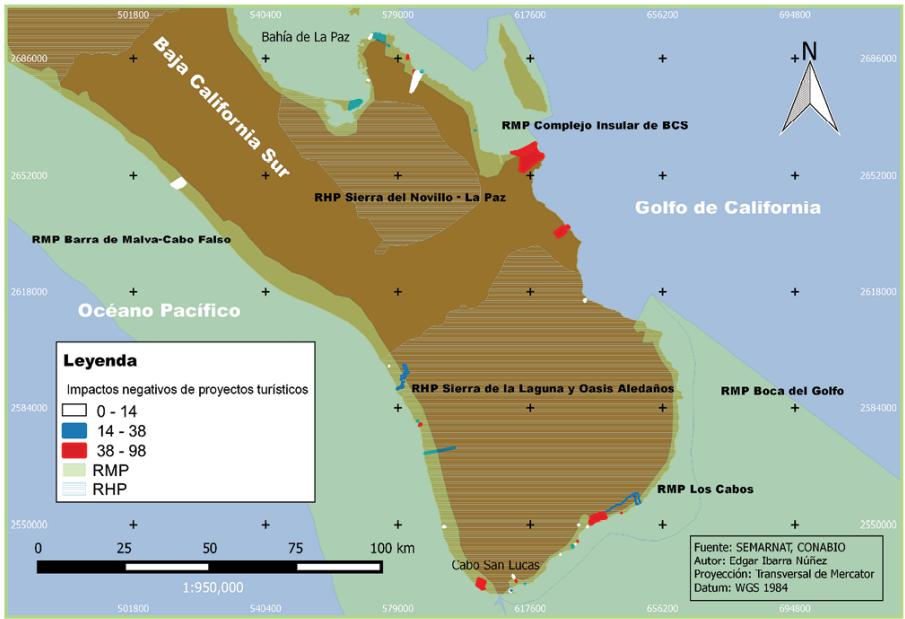 501800 540400 579000 617600 656200 694800
Bahía de La Paz
Baja California Sur
N
2686000 2686000
RMP Complejo Insular de BCS
2652000 2652000
RHP Sierra del Novillo - La Paz
Golfo de California
RMP Barra de Malva-Cabo Falso
2618000 2618000
Océano Pacífico
Leyenda
Impactos negativos de proyectos turísticos
0 - 14
14 - 38
38 - 98
RMP
RHP
RHP Sierra de la Laguna y Oasis Aledaños
RMP Boca del Golfo
2584000 2584000
RMP Los Cabos
2550000 2550000
0 25 50 75 100 km
1:950,000
Cabo San Lucas
Fuente: SEMARNAT, CONABIO
Autor: Edgar Ibarra Núñez
Proyección: Transversal de Mercator
Datum: WGS 1984
501800 540400 579000 617600 656200 694800